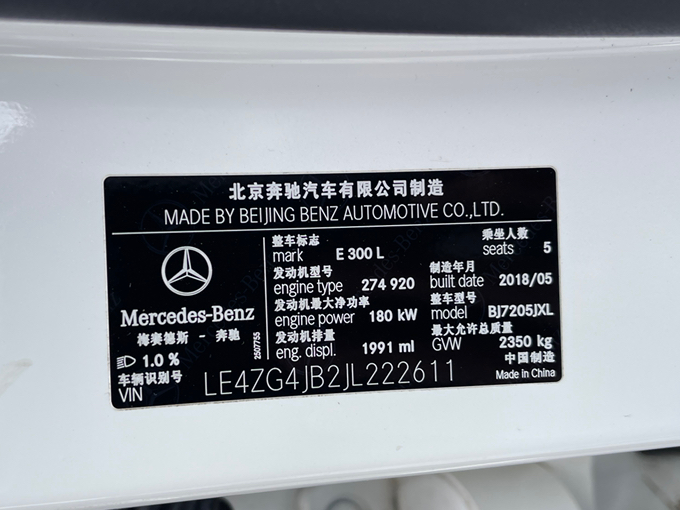 北京奔驰汽车有限公司制造
MADE BY BEIJING BENZ AUTOMOTIVE CO.,LTD.
Mercedes-Benz
梅赛德斯 - 奔驰
1.0 %
2507755
整车标志
mark E 300 L
乘坐人数
seats 5
发动机型号
engine type 274 920
制造年月
built date 2018/05
发动机最大净功率
engine power 180 kW
型号
model BJ7205JXL
发动机排量
eng. displ. 1991 ml
最大允许总质量
GVW 2350 kg
中国制造
Made in China
车辆识别号
VIN LE4ZG4JB2JL222611